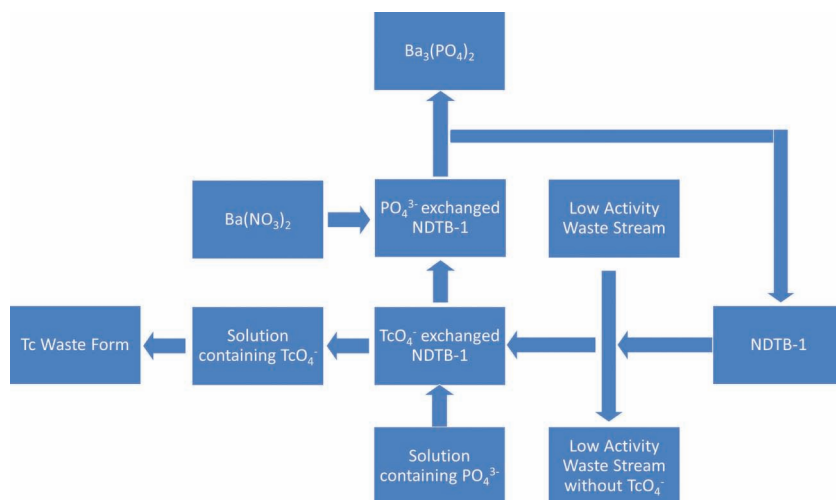 Ba₃(PO₄)₂
Ba(NO₃)₂
PO₄³⁻ exchanged
NDTB-1
Low Activity
Waste Stream
Tc Waste Form
Solution
containing TcO₄⁻
TcO₄⁻ exchanged
NDTB-1
NDTB-1
Solution
containing PO₄³⁻
Low Activity
Waste Stream
without TcO₄⁻